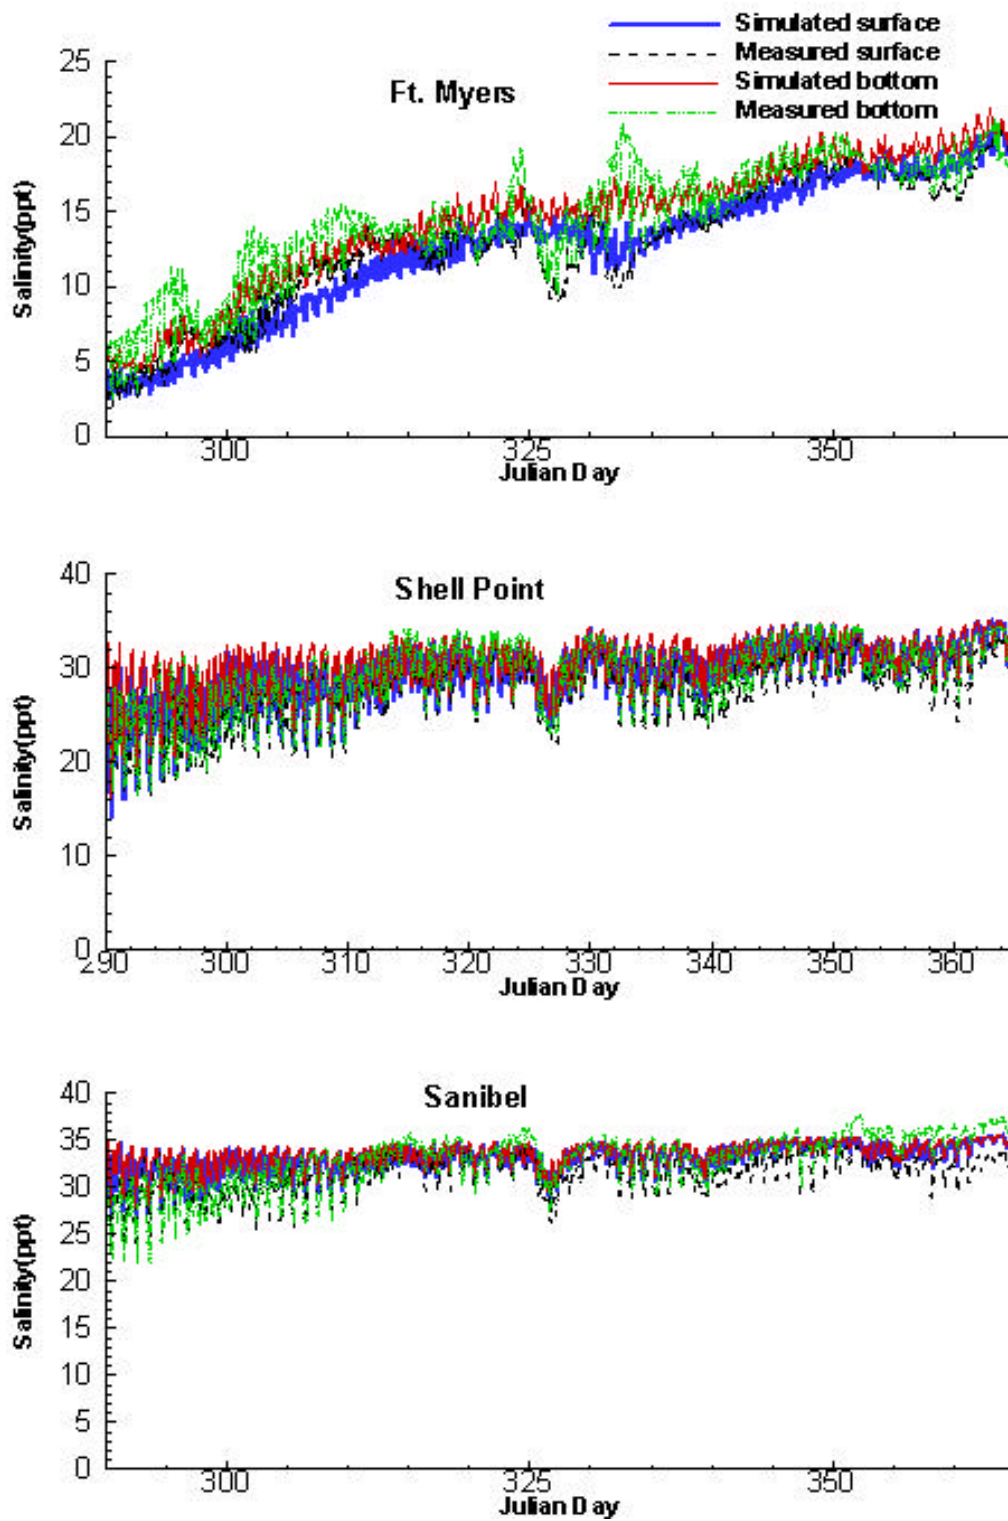 Simulated surface
Measured surface
Simulated bottom
Measured bottom
Ft. Myers
25
20
15
10
5
0
Salinity(ppt)
300
325
350
Julian Day
Shell Point
40
30
20
10
0
Salinity(ppt)
290
300
310
320
330
340
350
360
Julian Day
Sanibel
40
35
30
25
20
15
10
5
0
Salinity(ppt)
300
325
350
Julian Day